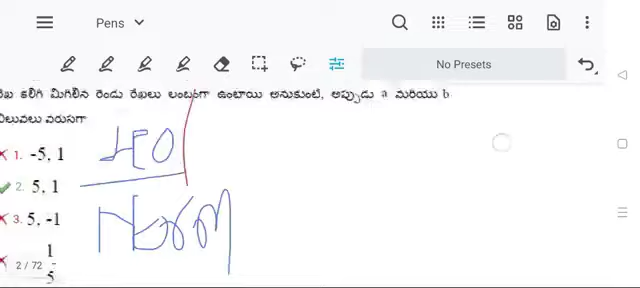 Pens
No Presets
రేఖ కలిగి మిగిలిన రెండు రేఖలు లంబంగా ఉంటాయి అనుకుంటే, అప్పుడు a మరియు b
విలువలు వరుసగా
1. -5, 1
2. 5, 1
3. 5, -1
1
5
2 / 72